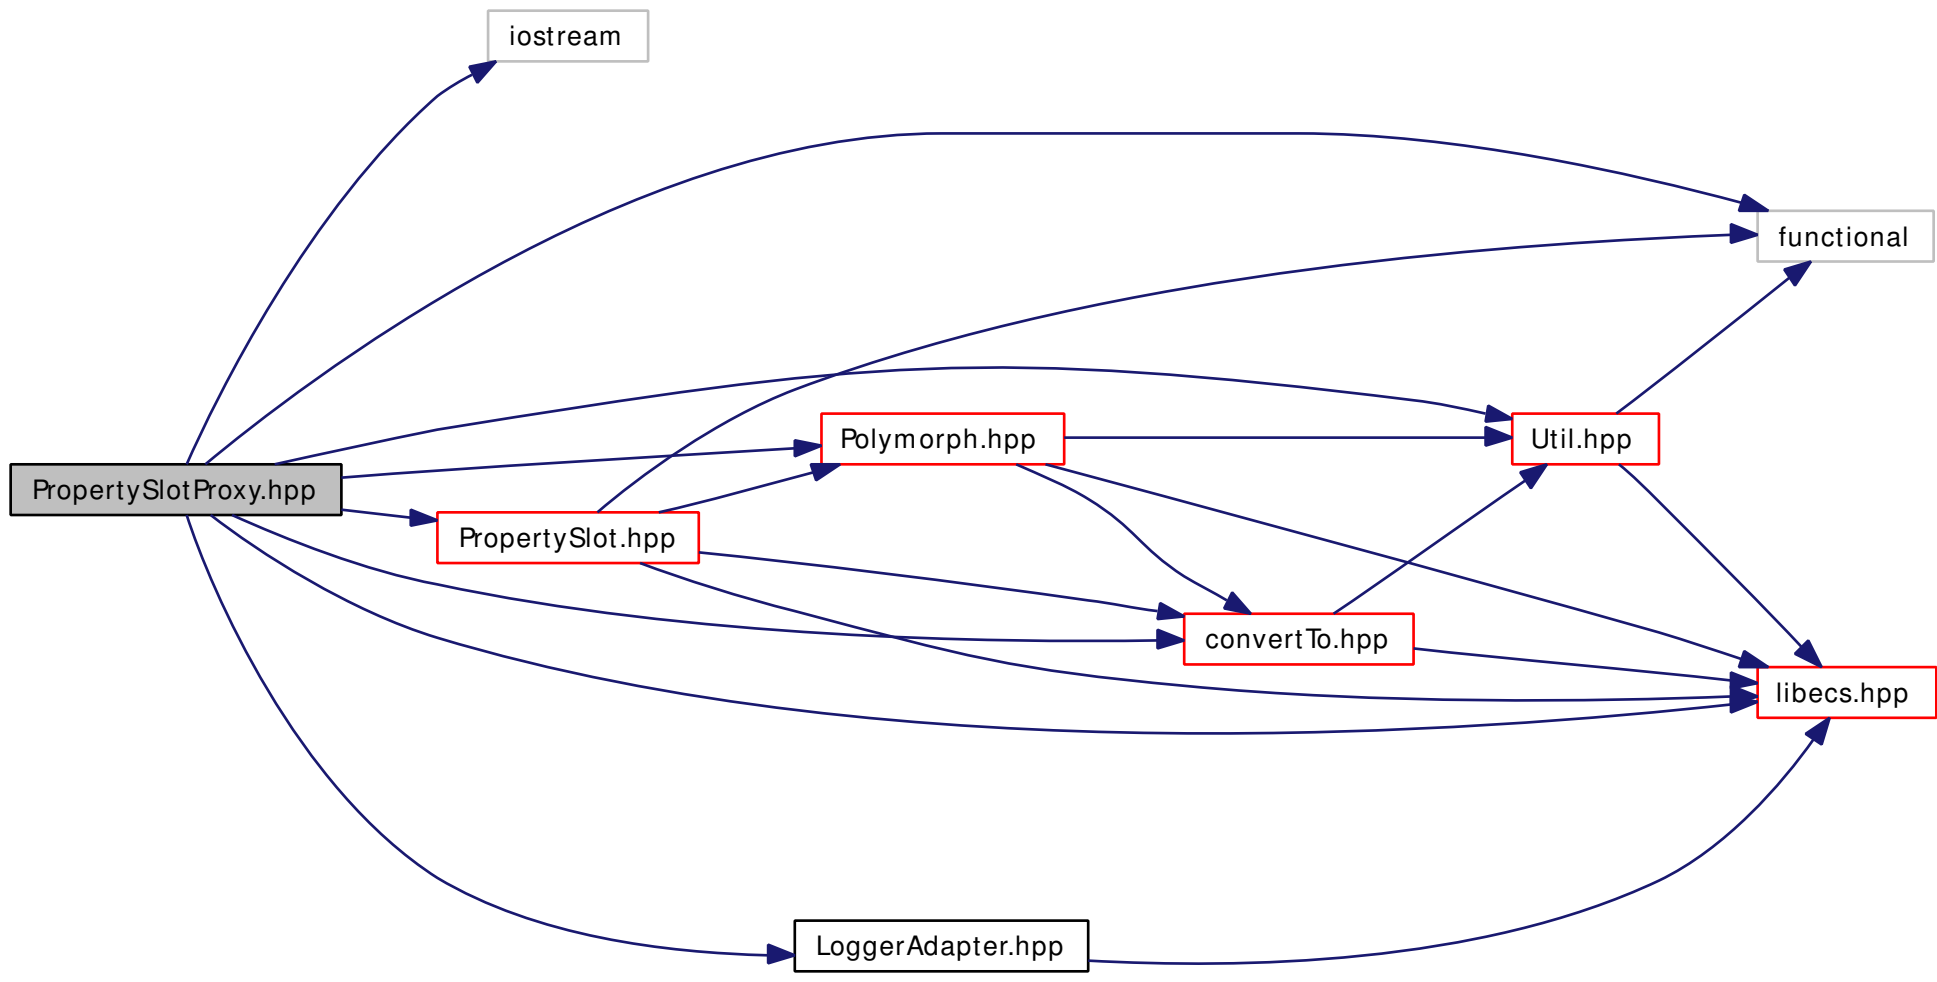 iostream
functional
Polymorph.hpp
Util.hpp
PropertySlotProxy.hpp
PropertySlot.hpp
convertTo.hpp
libecs.hpp
LoggerAdapter.hpp